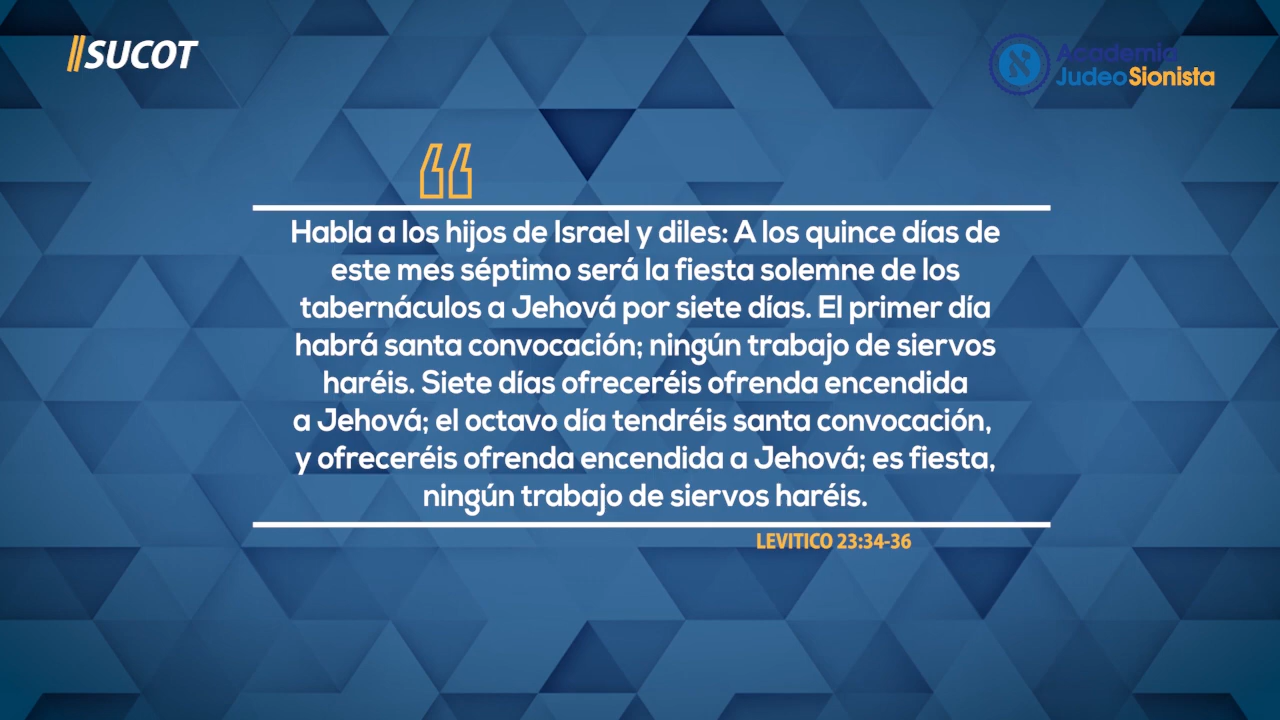 //SUCOT
Academia
JudeoSionista
“
Habla a los hijos de Israel y diles: A los quince días de
este mes séptimo será la fiesta solemne de los
tabernáculos a Jehová por siete días. El primer día
habrá santa convocación; ningún trabajo de siervos
haréis. Siete días ofreceréis ofrenda encendida
a Jehová; el octavo día tendréis santa convocación,
y ofreceréis ofrenda encendida a Jehová; es fiesta,
ningún trabajo de siervos haréis.
LEVITICO 23:34-36